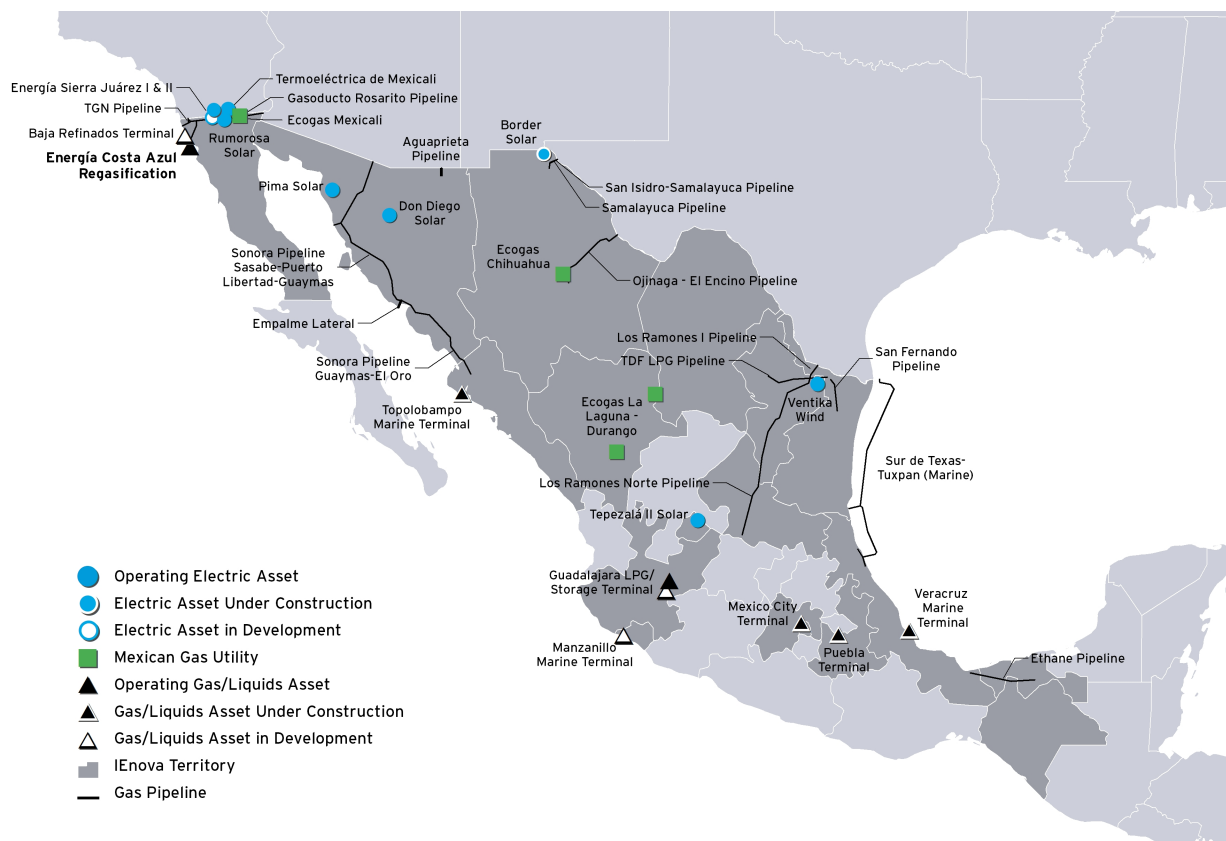 Energía Sierra Juárez I & II
Termoeléctrica de Mexicali
TGN Pipeline
Gasoducto Rosarito Pipeline
Ecogas Mexicali
Baja Refinados Terminal
Rumorosa
Solar
Energía Costa Azul
Regasification
Aguaprieta
Pipeline
Border
Solar
Pima Solar
Don Diego
Solar
San Isidro-Samalayuca Pipeline
Samalayuca Pipeline
Sonora Pipeline
Sasabe-Puerto
Libertad-Guaymas
Ecogas
Chihuahua
Ojinaga - El Encino Pipeline
Empalme Lateral
Los Ramones I Pipeline
TDF LPG Pipeline
San Fernando
Pipeline
Sonora Pipeline
Guaymas-El Oro
Topolobampo
Marine Terminal
Ecogas La
Laguna -
Durango
Ventika
Wind
Sur de Texas-
Tuxpan (Marine)
Los Ramones Norte Pipeline
Tepezalá II Solar
Guadalajara LPG/
Storage Terminal
Mexico City
Terminal
Veracruz
Marine
Terminal
Manzanillo
Marine Terminal
Puebla
Terminal
Ethane Pipeline
Operating Electric Asset
Electric Asset Under Construction
Electric Asset in Development
Mexican Gas Utility
Operating Gas/Liquids Asset
Gas/Liquids Asset Under Construction
Gas/Liquids Asset in Development
IEnova Territory
Gas Pipeline